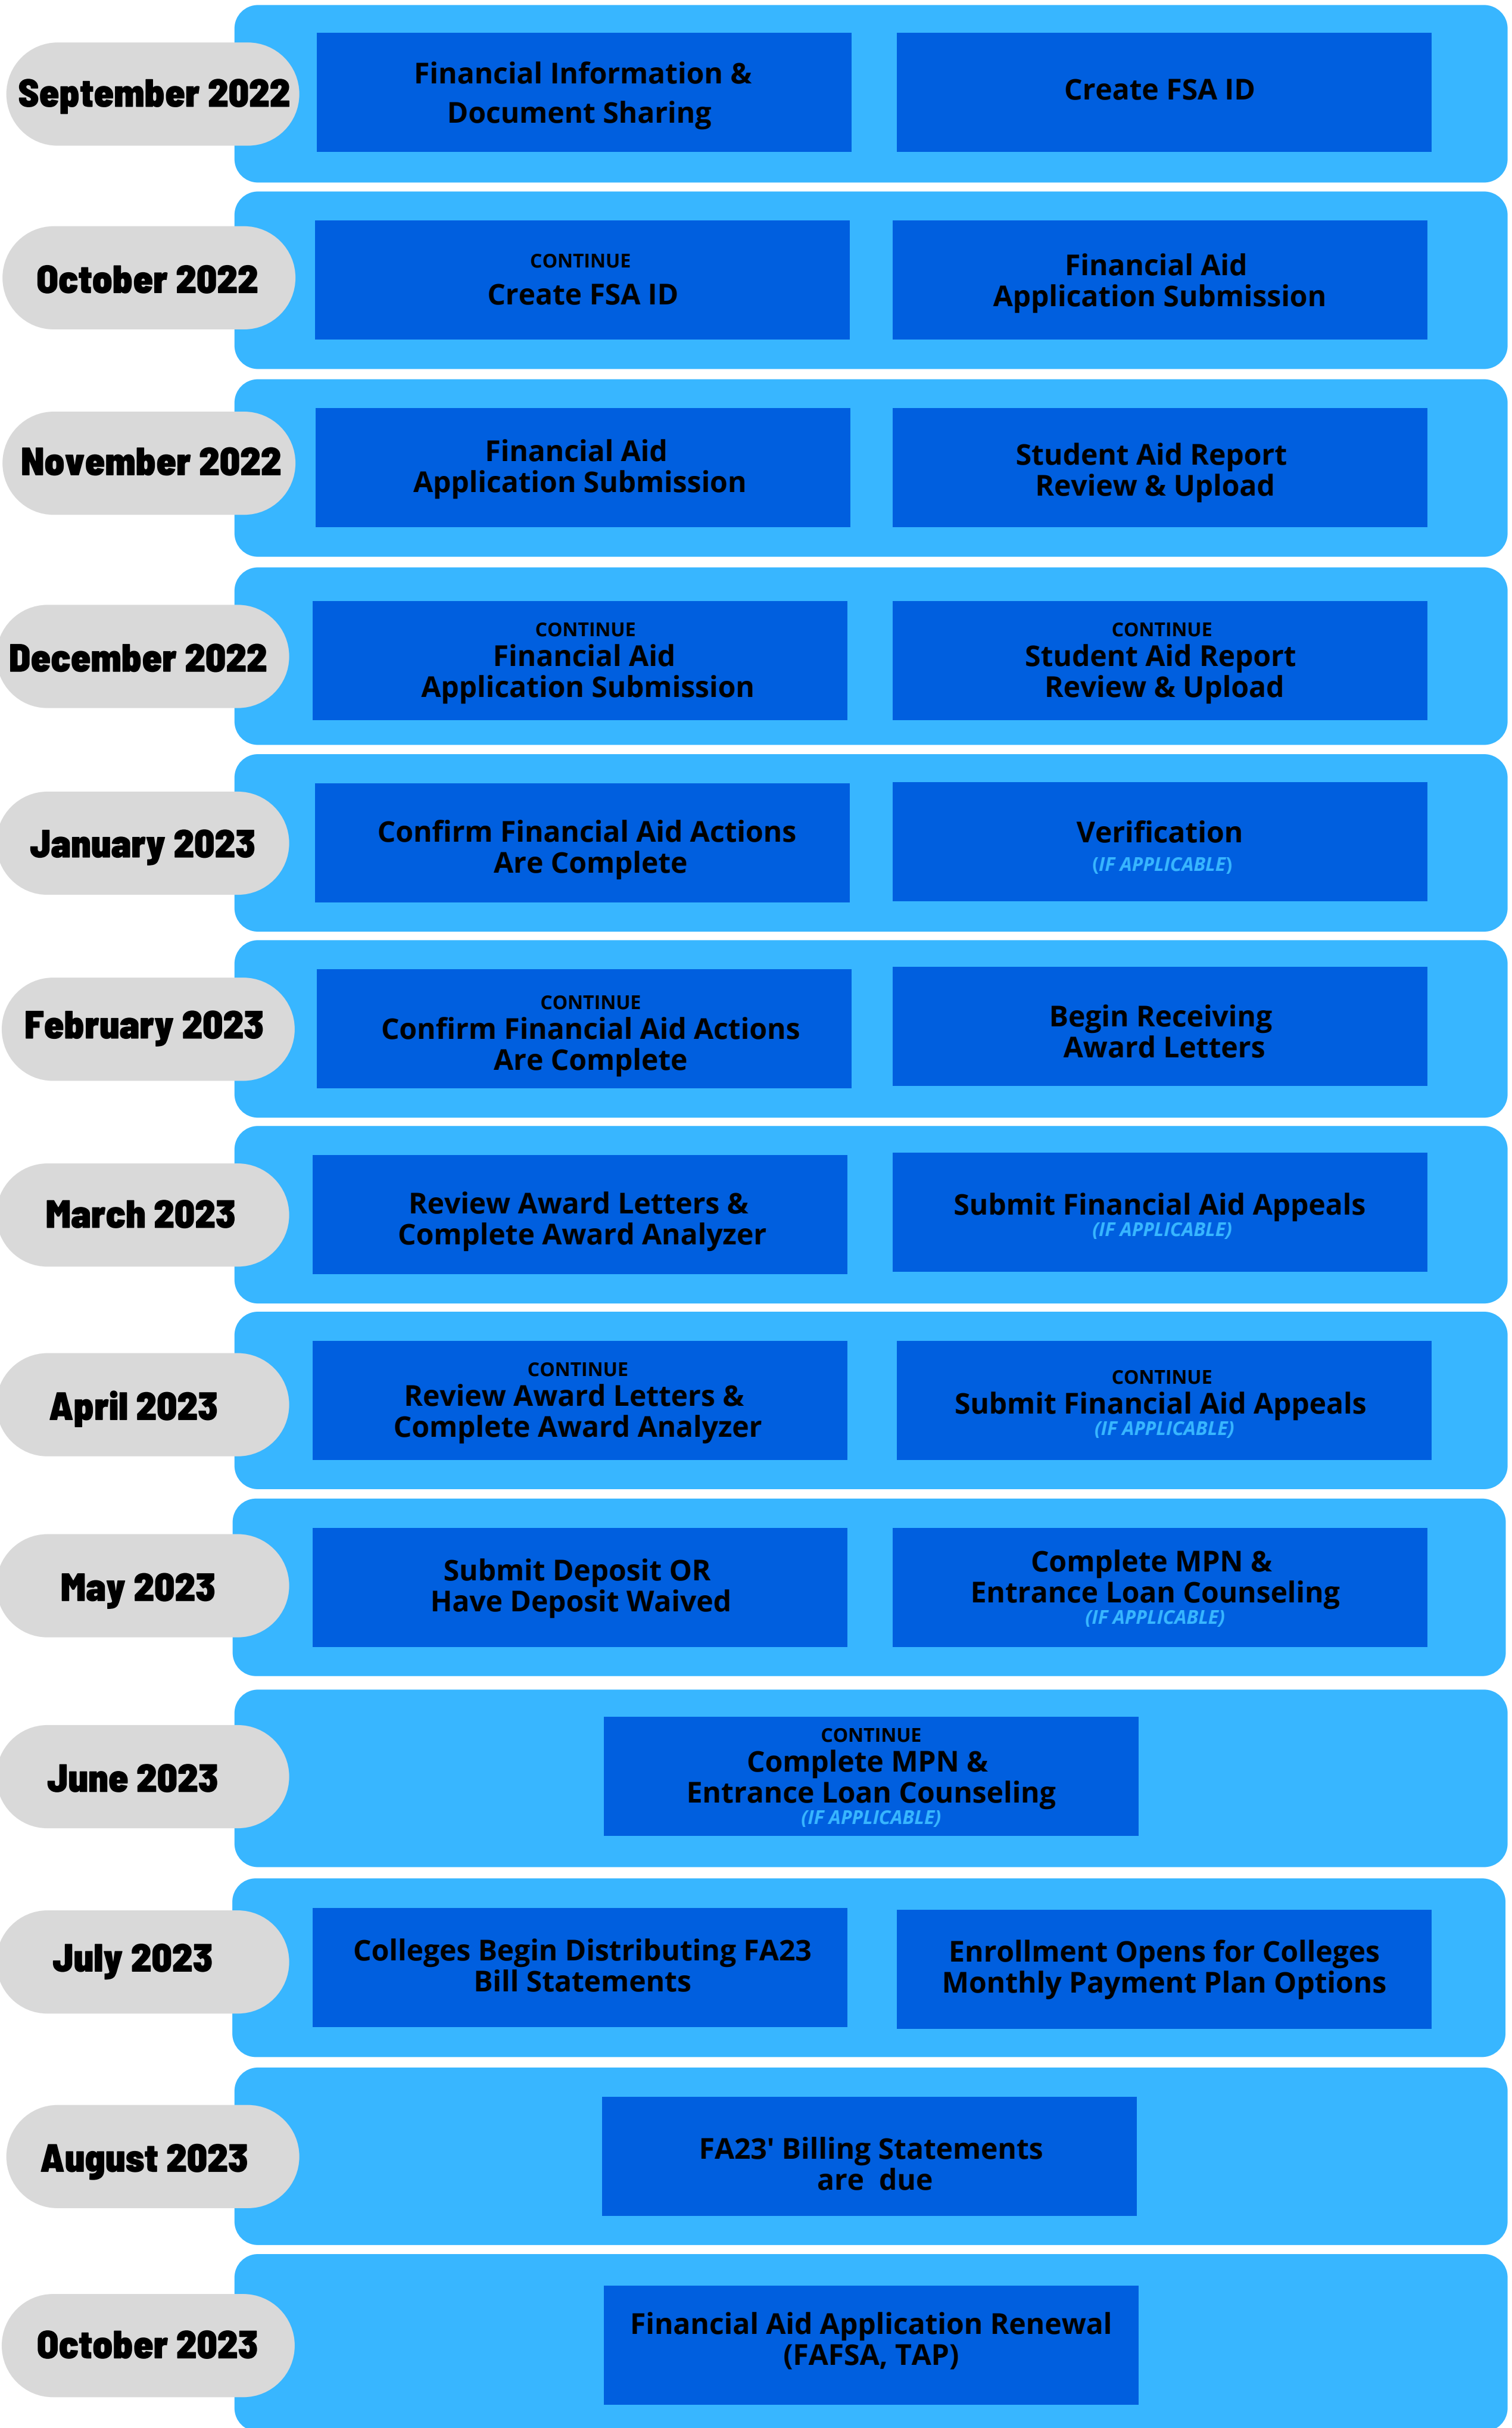 September 2022
Financial Information &
Document Sharing
Create FSA ID
October 2022
CONTINUE
Create FSA ID
Financial Aid
Application Submission
November 2022
Financial Aid
Application Submission
Student Aid Report
Review & Upload
December 2022
CONTINUE
Financial Aid
Application Submission
CONTINUE
Student Aid Report
Review & Upload
January 2023
Confirm Financial Aid Actions
Are Complete
Verification
(IF APPLICABLE)
February 2023
CONTINUE
Confirm Financial Aid Actions
Are Complete
Begin Receiving
Award Letters
March 2023
Review Award Letters &
Complete Award Analyzer
Submit Financial Aid Appeals
(IF APPLICABLE)
April 2023
CONTINUE
Review Award Letters &
Complete Award Analyzer
CONTINUE
Submit Financial Aid Appeals
(IF APPLICABLE)
May 2023
Submit Deposit OR
Have Deposit Waived
Complete MPN &
Entrance Loan Counseling
(IF APPLICABLE)
June 2023
CONTINUE
Complete MPN &
Entrance Loan Counseling
(IF APPLICABLE)
July 2023
Colleges Begin Distributing FA23
Bill Statements
Enrollment Opens for Colleges
Monthly Payment Plan Options
August 2023
FA23' Billing Statements
are due
October 2023
Financial Aid Application Renewal
(FAFSA, TAP)